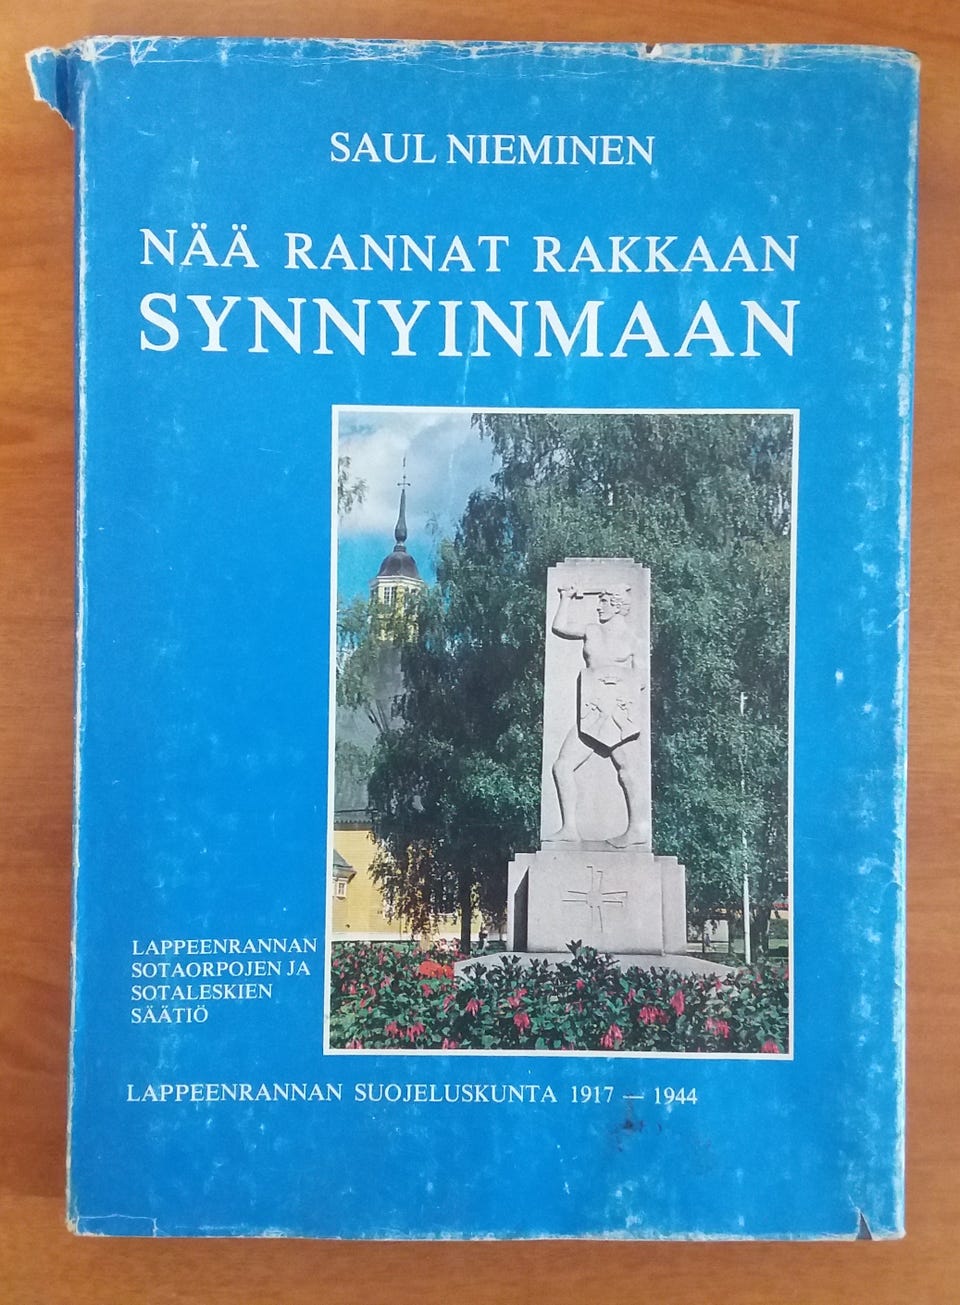 SAUL NIEMINEN
NÄÄ RANNAT RAKKAAN
SYNNYINMAAN
LAPPEENRANNAN
SOTAORPOJEN JA
SOTALESKIEN
SÄÄTIÖ
LAPPEENRANNAN SUOJELUSKUNTA 1917 — 1944